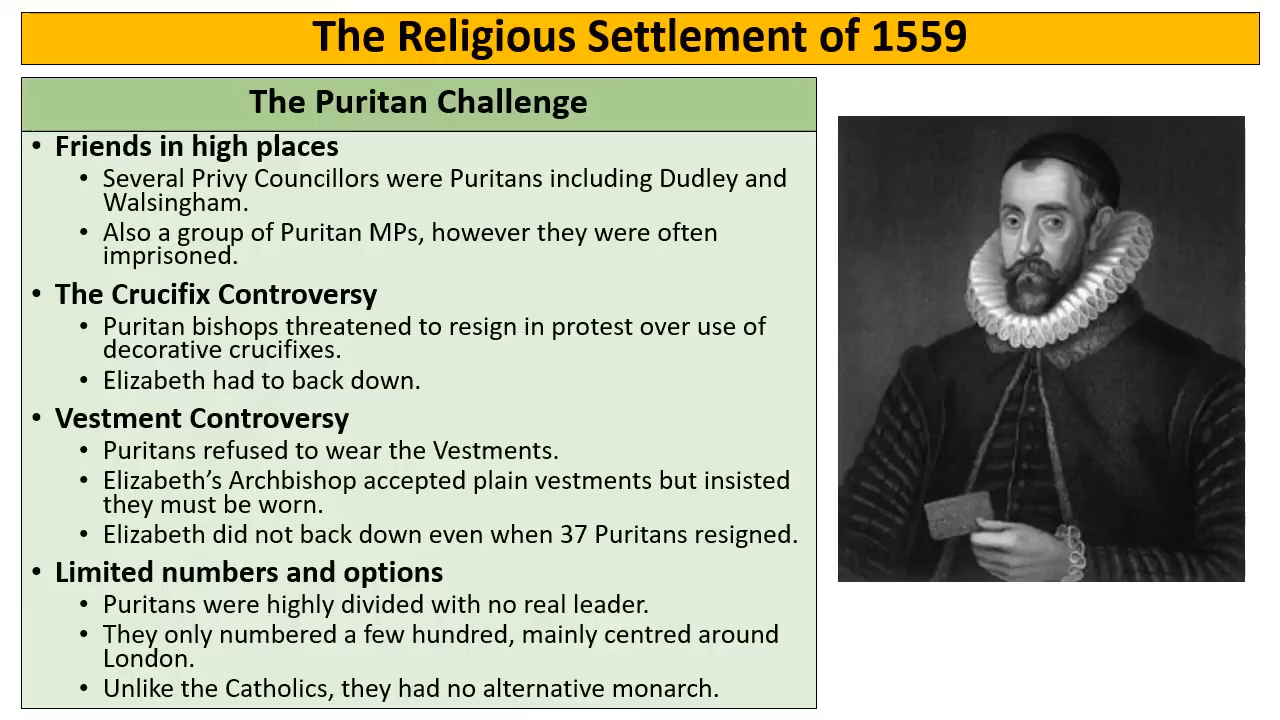 The Religious Settlement of 1559
The Puritan Challenge
• Friends in high places
• Several Privy Councillors were Puritans including Dudley and
Walsingham.
• Also a group of Puritan MPs, however they were often
imprisoned.
• The Crucifix Controversy
• Puritan bishops threatened to resign in protest over use of
decorative crucifixes.
• Elizabeth had to back down.
• Vestment Controversy
• Puritans refused to wear the Vestments.
• Elizabeth’s Archbishop accepted plain vestments but insisted
they must be worn.
• Elizabeth did not back down even when 37 Puritans resigned.
• Limited numbers and options
• Puritans were highly divided with no real leader.
• They only numbered a few hundred, mainly centred around
London.
• Unlike the Catholics, they had no alternative monarch.